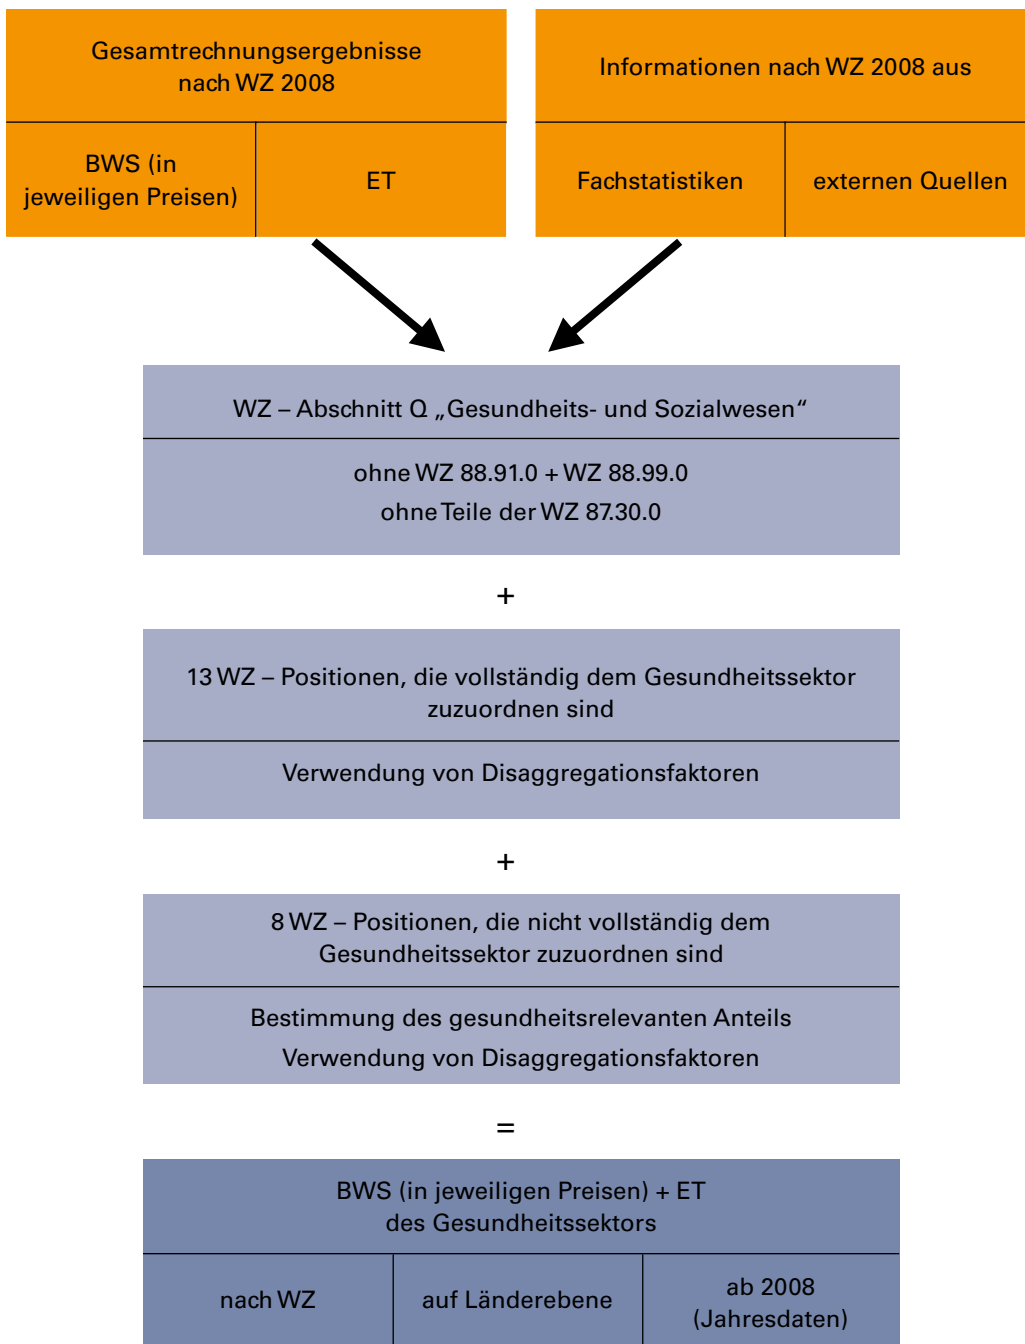 Gesamtrechnungsergebnisse
nach WZ 2008
BWS (in
jeweiligen Preisen)
ET
Informationen nach WZ 2008 aus
Fachstatistiken
externen Quellen
WZ – Abschnitt Q „Gesundheits- und Sozialwesen“
ohne WZ 88.91.0 + WZ 88.99.0
ohne Teile der WZ 87.30.0
+
13 WZ – Positionen, die vollständig dem Gesundheitssektor
zuzuordnen sind
Verwendung von Disaggregationsfaktoren
+
8 WZ – Positionen, die nicht vollständig dem
Gesundheitssektor zuzuordnen sind
Bestimmung des gesundheitsrelevanten Anteils
Verwendung von Disaggregationsfaktoren
=
BWS (in jeweiligen Preisen) + ET
des Gesundheitssektors
nach WZ
auf Länderebene
ab 2008
(Jahresdaten)